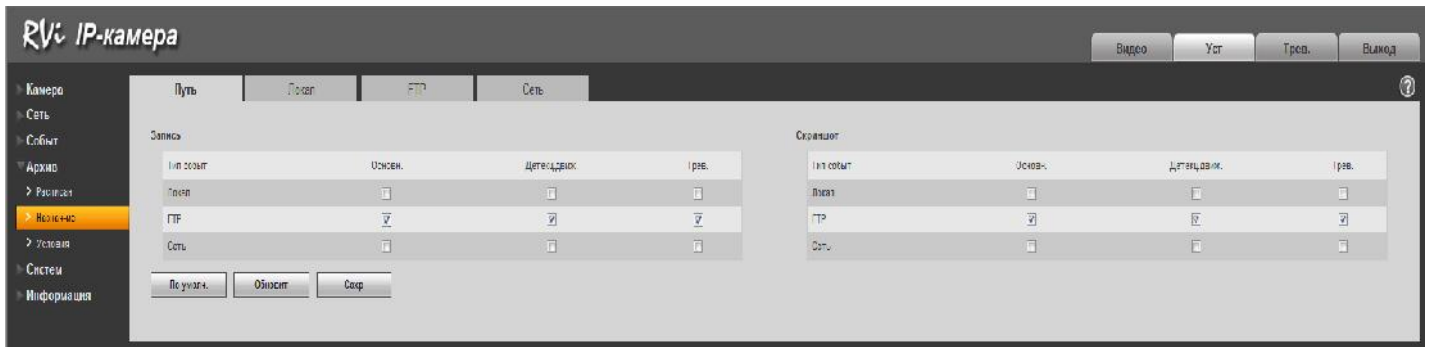 RVi IP-камера
Видео Уст Трев. Выход
Камера
Сеть
Событ
Архив
Расписан
Назначе
Условия
Систем
Информация
Путь Локал FTP Сеть
Запись
Тип событ Основн. Детекц.движ. Трев.
Локал
FTP
Сеть
По умолч. Обновит Сохр
Скриншот
Тип событ Основн. Детекц.движ. Трев.
Локал
FTP
Сеть